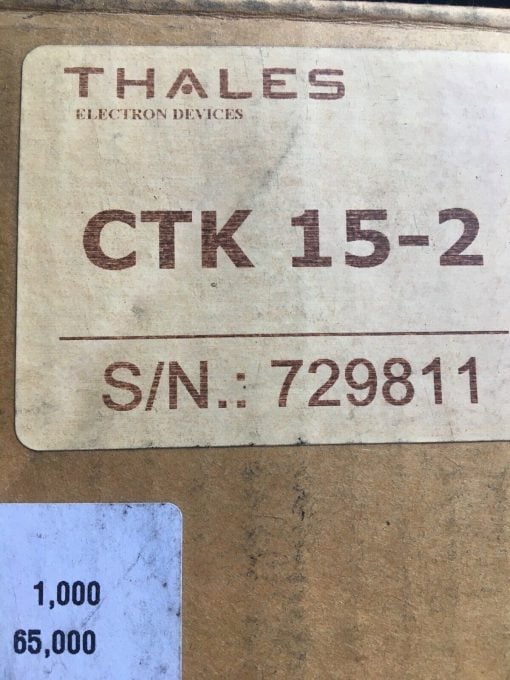 THALES
ELECTRON DEVICES
CTK 15-2
S/N.: 729811
1,000
65,000